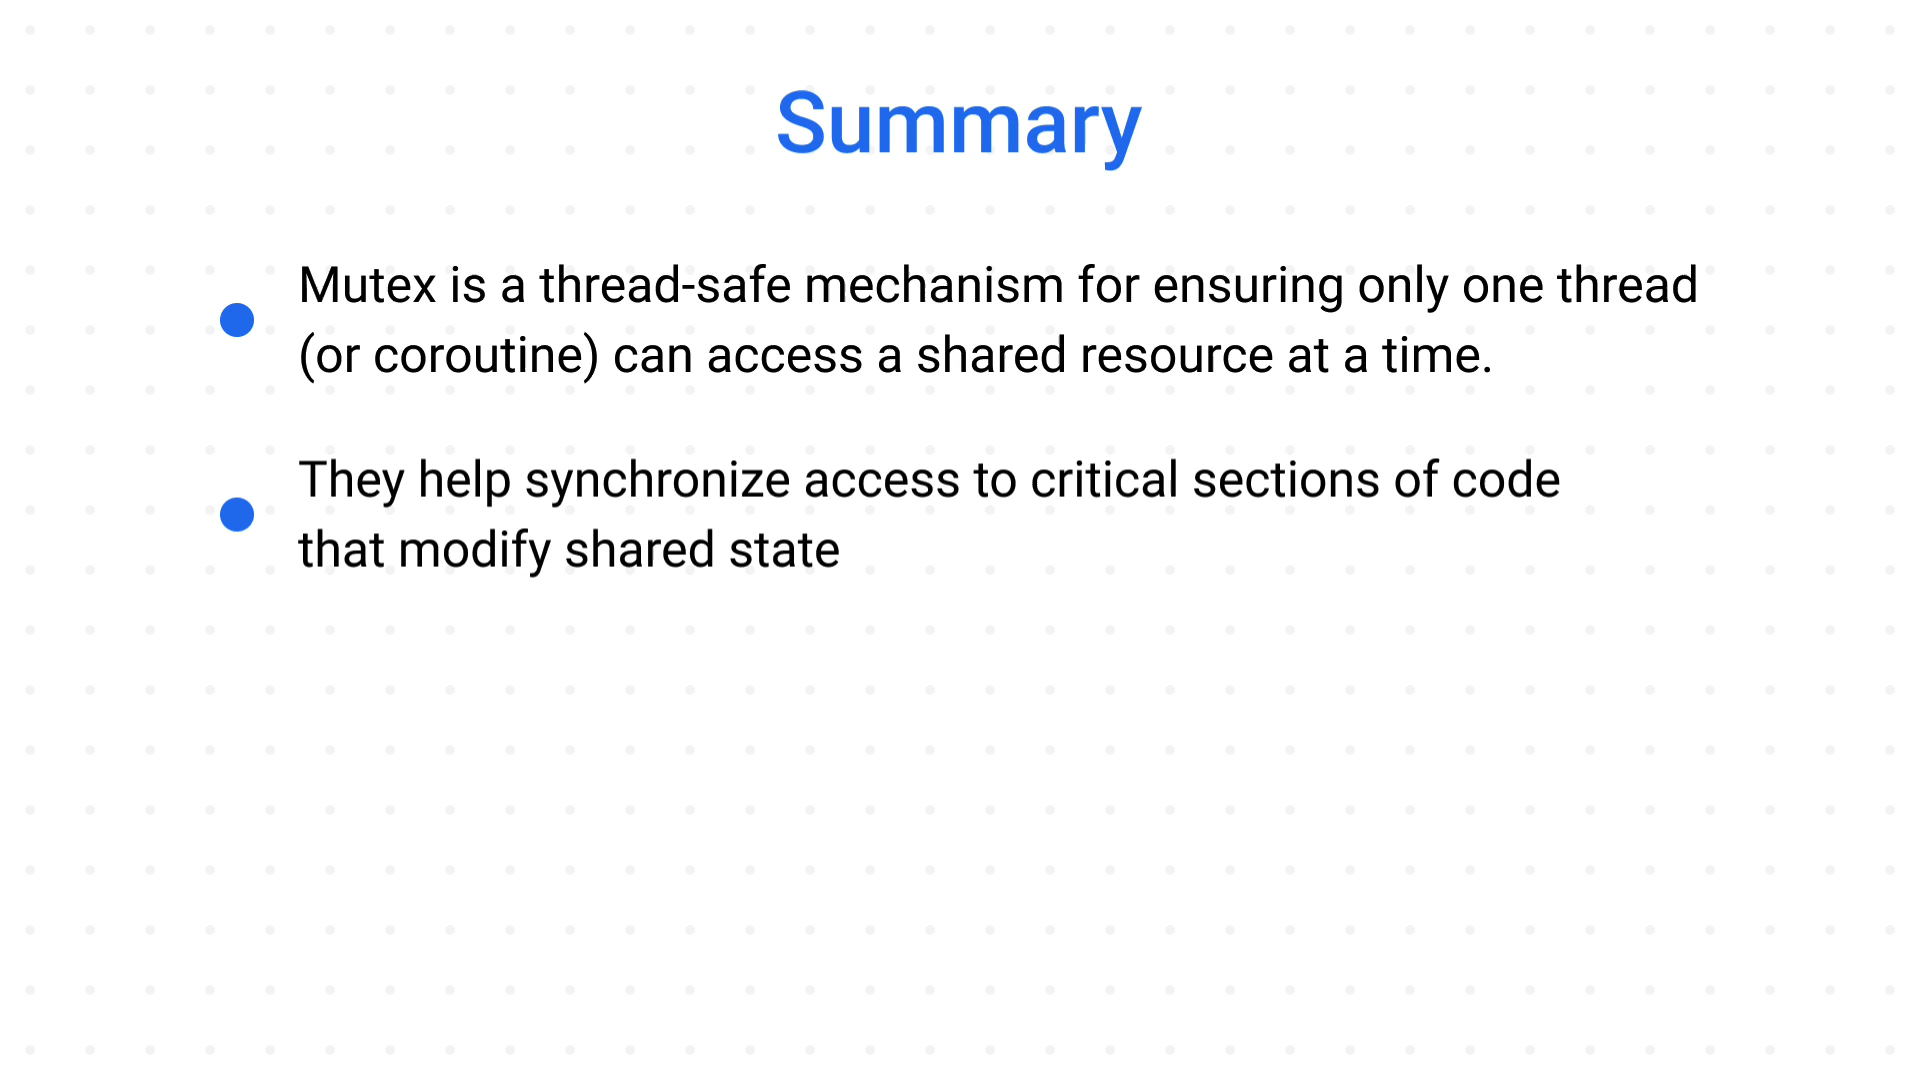 Summary
Mutex is a thread-safe mechanism for ensuring only one thread
(or coroutine) can access a shared resource at a time.
They help synchronize access to critical sections of code
that modify shared state